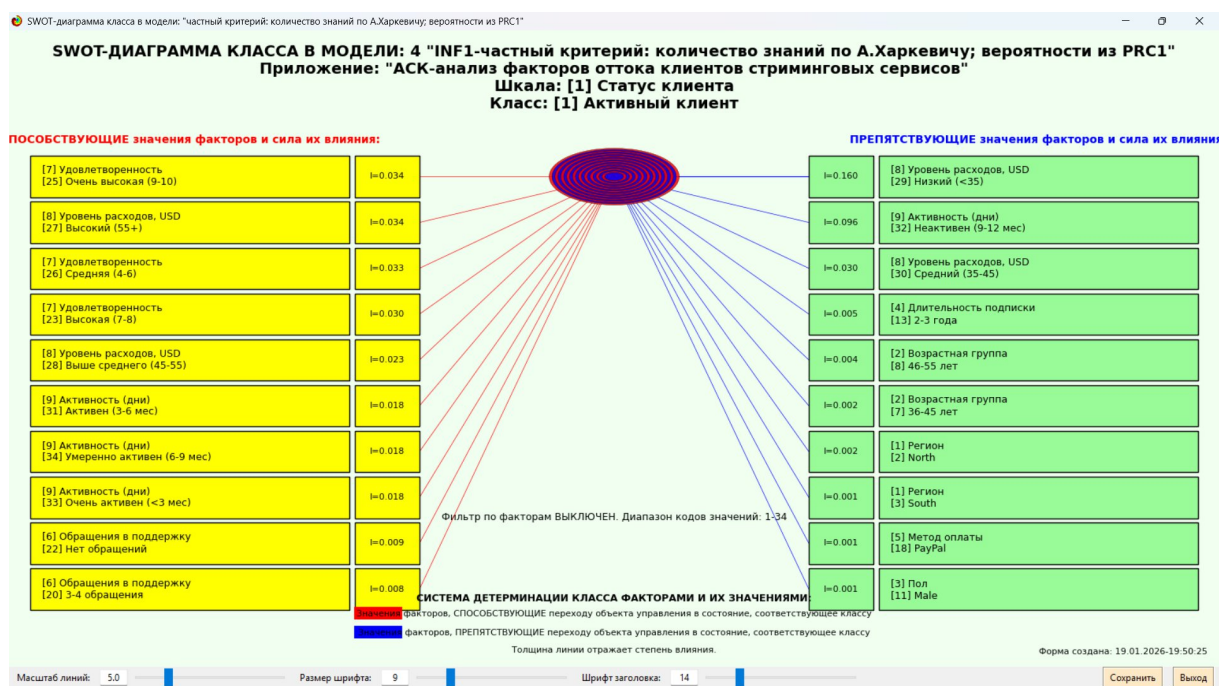 SWOT-диаграмма класса в модели: "частный критерий: количество знаний по А.Харкевичу; вероятности из PRC1"
SWOT-ДИАГРАММА КЛАССА В МОДЕЛИ: 4 "INF1-частный критерий: количество знаний по А.Харкевичу; вероятности из PRC1"
Приложение: "АСК-анализ факторов оттока клиентов стриминговых сервисов"
Шкала: [1] Статус клиента
Класс: [1] Активный клиент
ПОСОБСТВУЮЩИЕ значения факторов и сила их влияния:
[7] Удовлетворенность
[25] Очень высокая (9-10)
I=0.034
[8] Уровень расходов, USD
[27] Высокий (55+)
I=0.034
[7] Удовлетворенность
[26] Средняя (4-6)
I=0.033
[7] Удовлетворенность
[23] Высокая (7-8)
I=0.030
[8] Уровень расходов, USD
[28] Выше среднего (45-55)
I=0.023
[9] Активность (дни)
[31] Активен (3-6 мес)
I=0.018
[9] Активность (дни)
[34] Умеренно активен (6-9 мес)
I=0.018
[9] Активность (дни)
[33] Очень активен (<3 мес)
I=0.018
[6] Обращения в поддержку
[22] Нет обращений
I=0.009
[6] Обращения в поддержку
[20] 3-4 обращения
I=0.008
ПРЕПЯТСТВУЮЩИЕ значения факторов и сила их влияния
I=0.160
[8] Уровень расходов, USD
[29] Низкий (<35)
I=0.096
[9] Активность (дни)
[32] Неактивен (9-12 мес)
I=0.030
[8] Уровень расходов, USD
[30] Средний (35-45)
I=0.005
[4] Длительность подписки
[13] 2-3 года
I=0.004
[2] Возрастная группа
[8] 46-55 лет
I=0.002
[2] Возрастная группа
[7] 36-45 лет
I=0.002
[1] Регион
[2] North
I=0.001
[1] Регион
[3] South
I=0.001
[5] Метод оплаты
[18] PayPal
I=0.001
[3] Пол
[11] Male
Фильтр по факторам ВЫКЛЮЧЕН. Диапазон кодов значений: 1-34
СИСТЕМА ДЕТЕРМИНАЦИИ КЛАССА ФАКТОРАМИ И ИХ ЗНАЧЕНИЯМИ:
Значения факторов, СПОСОБСТВУЮЩИЕ переходу объекта управления в состояние, соответствующее классу
Значения факторов, ПРЕПЯТСТВУЮЩИЕ переходу объекта управления в состояние, соответствующее классу
Толщина линии отражает степень влияния.
Форма создана: 19.01.2026-19:50:25
Масштаб линий: 5.0 Размер шрифта: 9 Шрифт заголовка: 14 Сохранить Выход